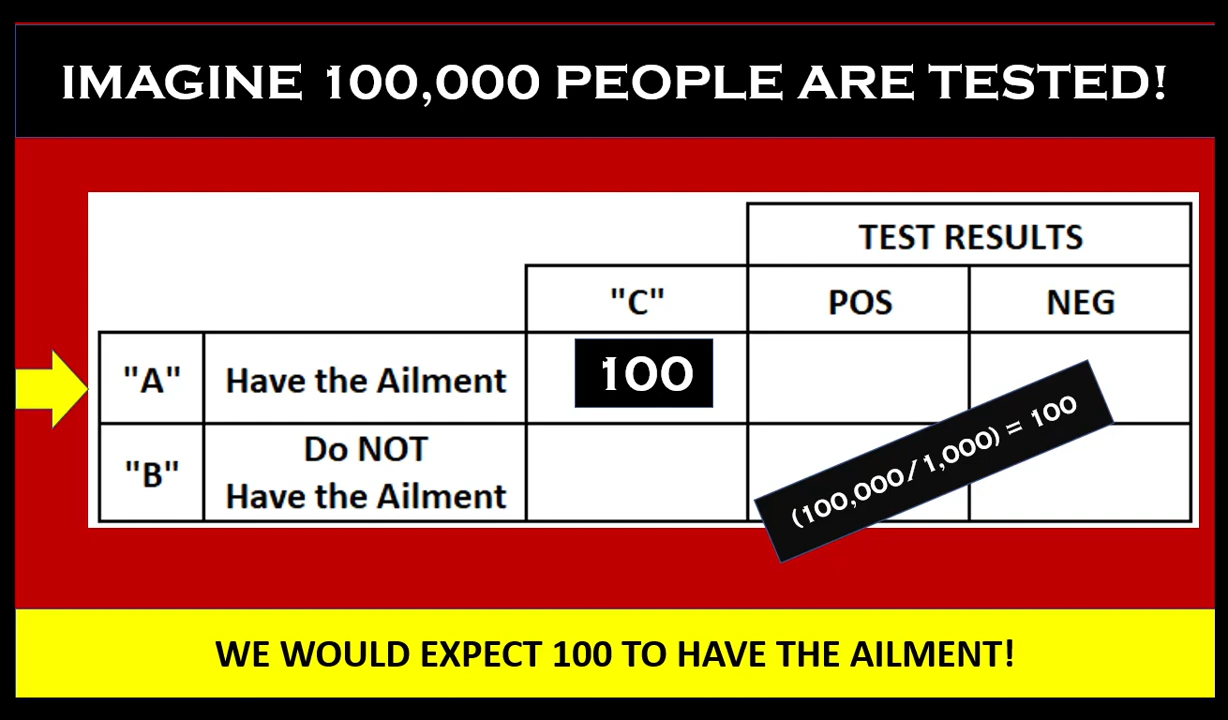 IMAGINE 100,000 PEOPLE ARE TESTED!
TEST RESULTS
"C" POS NEG
"A" Have the Ailment 100
"B" Do NOT
Have the Ailment
(100,000/1,000) = 100
WE WOULD EXPECT 100 TO HAVE THE AILMENT!